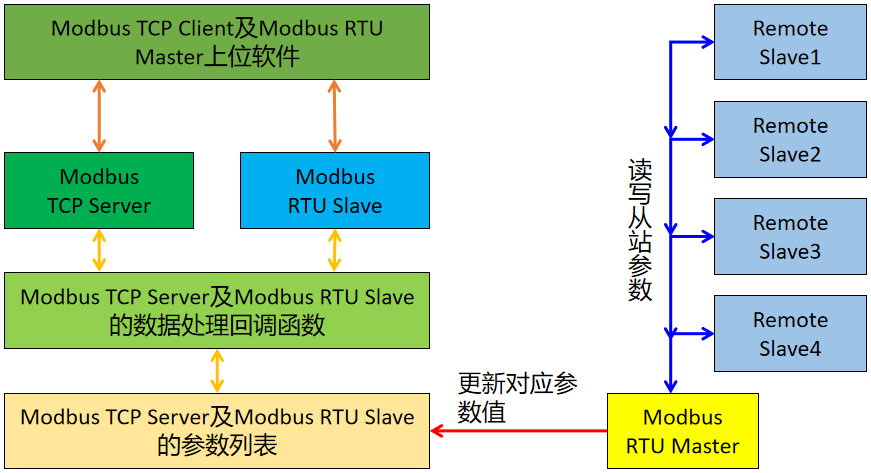 Modbus TCP Client及Modbus RTU
Master上位软件
Modbus
TCP Server
Modbus
RTU Slave
Modbus TCP Server及Modbus RTU Slave
的数据处理回调函数
Modbus TCP Server及Modbus RTU Slave
的参数列表
更新对应参
数值
Modbus
RTU Master
读写从站参数
Remote
Slave1
Remote
Slave2
Remote
Slave3
Remote
Slave4